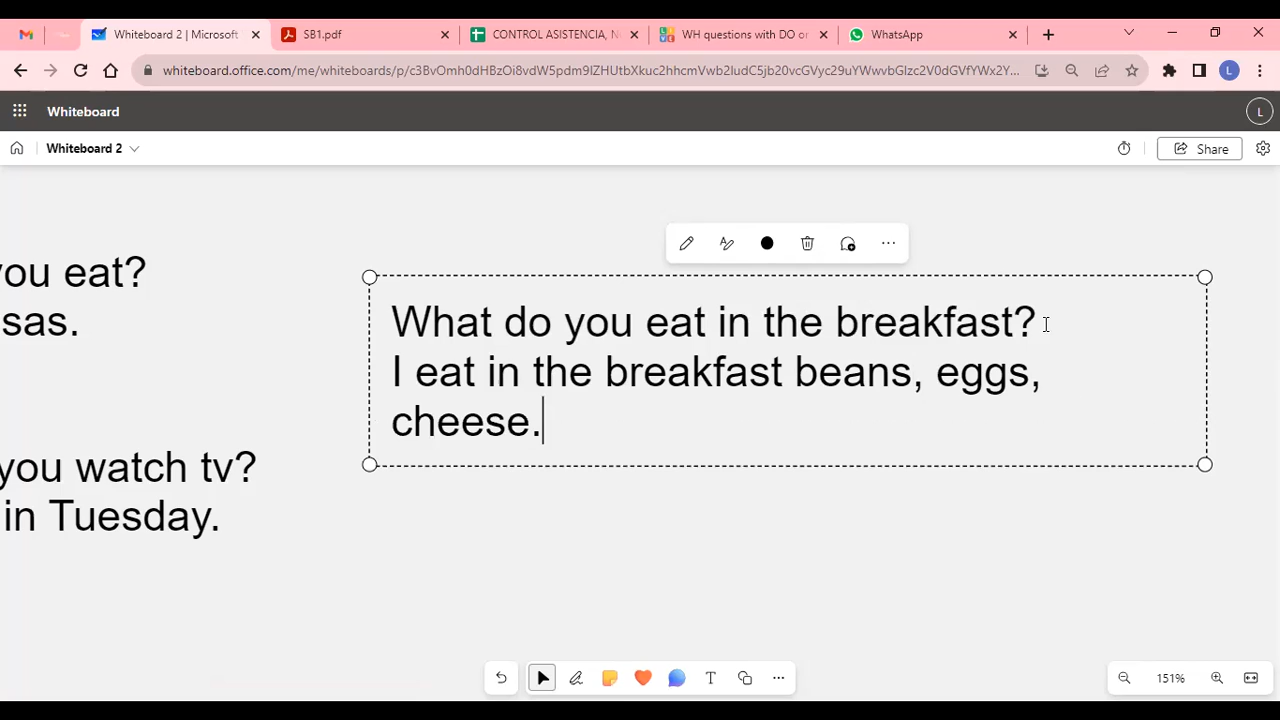 Whiteboard 2 | Microsoft
SB1.pdf
CONTROL ASISTENCIA, N
WH questions with DO or
WhatsApp
L
Whiteboard
L
Whiteboard 2
Share
you eat?
What do you eat in the breakfast?
sas.
I eat in the breakfast beans, eggs,
cheese.
you watch tv?
in Tuesday.
T
151%